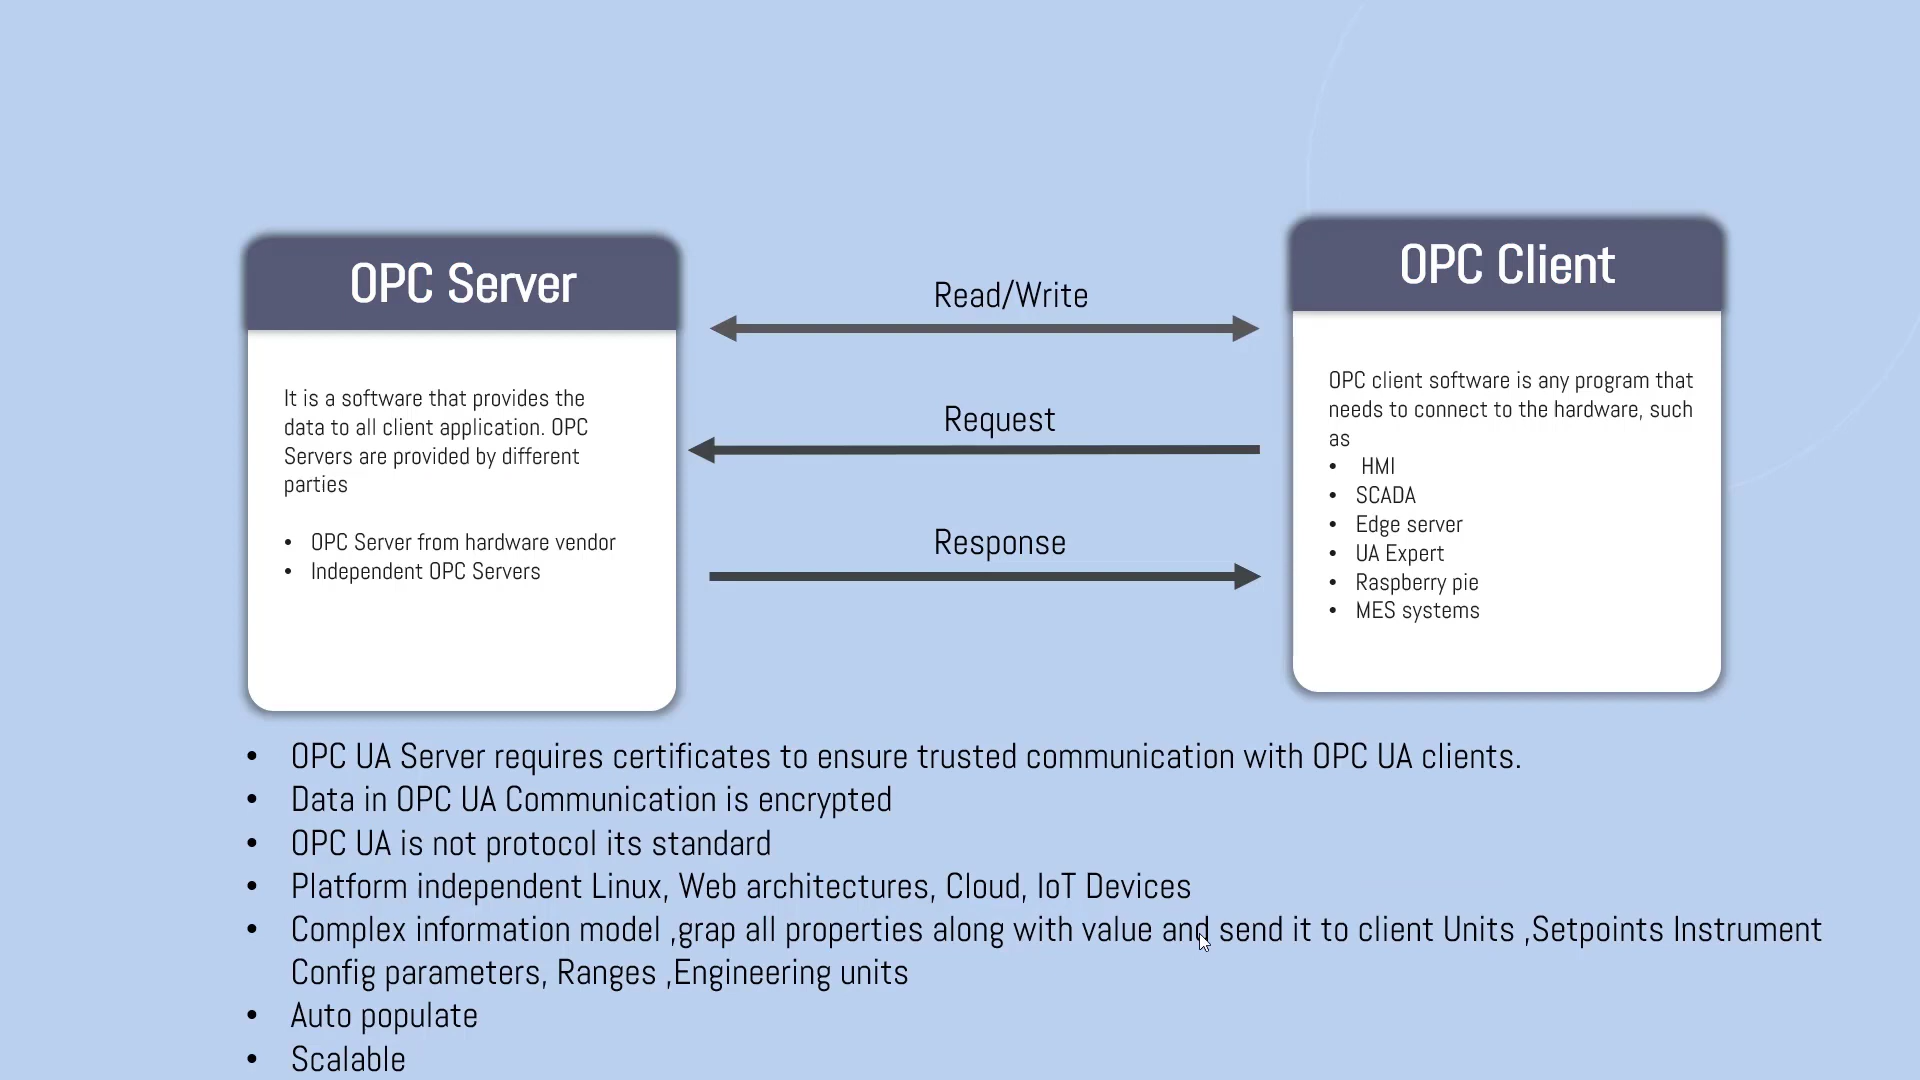 OPC Server
It is a software that provides the
data to all client application. OPC
Servers are provided by different
parties
• OPC Server from hardware vendor
• Independent OPC Servers
Read/Write
Request
Response
OPC Client
OPC client software is any program that
needs to connect to the hardware, such
as
• HMI
• SCADA
• Edge server
• UA Expert
• Raspberry pie
• MES systems
• OPC UA Server requires certificates to ensure trusted communication with OPC UA clients.
• Data in OPC UA Communication is encrypted
• OPC UA is not protocol its standard
• Platform independent Linux, Web architectures, Cloud, IoT Devices
• Complex information model ,grap all properties along with value and send it to client Units ,Setpoints Instrument
Config parameters, Ranges ,Engineering units
• Auto populate
• Scalable